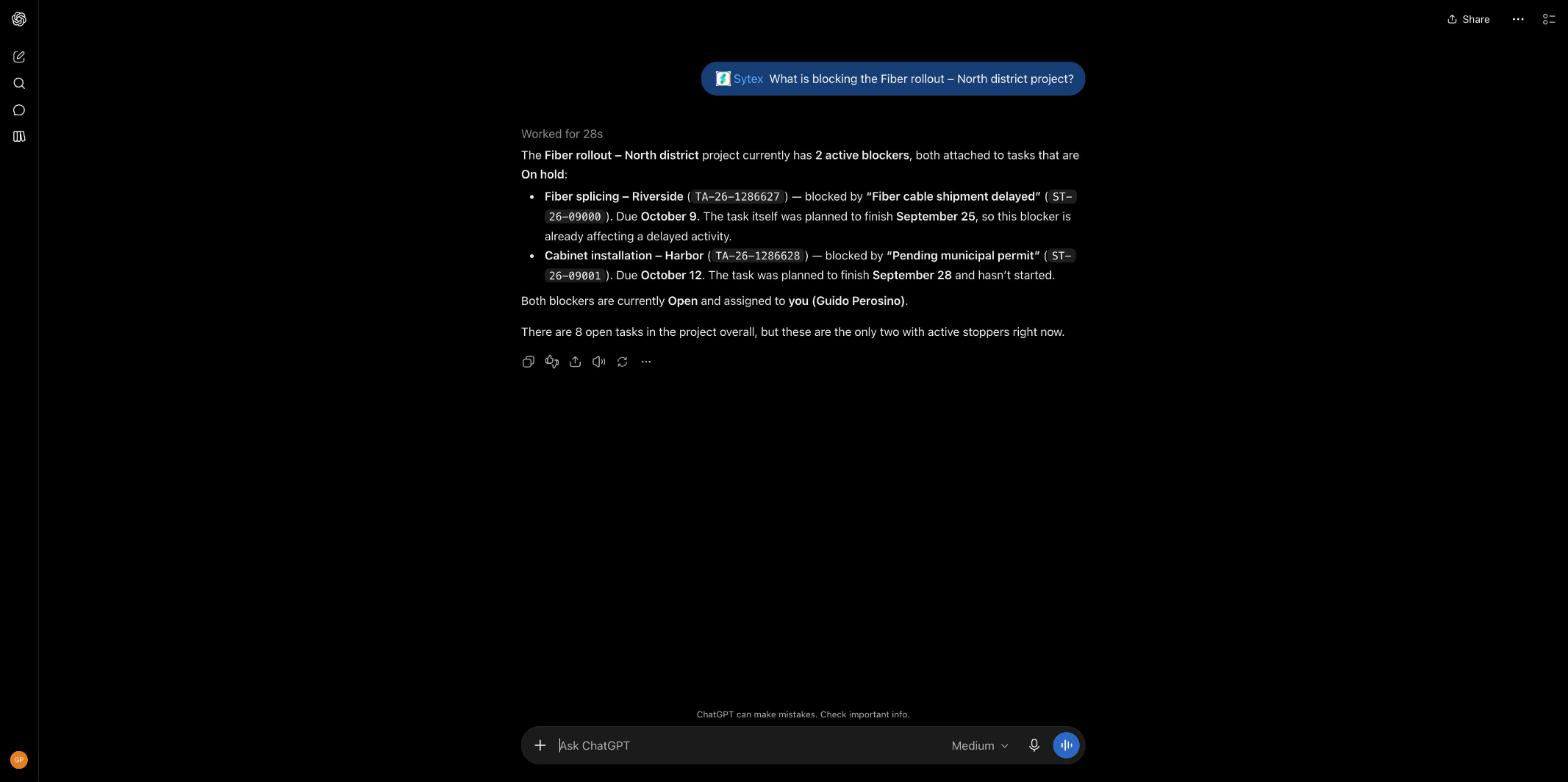 Share
Sytex What is blocking the Fiber rollout – North district project?
Worked for 28s
The Fiber rollout – North district project currently has 2 active blockers, both attached to tasks that are
On hold:
• Fiber splicing – Riverside ( TA-26-1286627 ) — blocked by “Fiber cable shipment delayed” ( ST-
26-09000 ). Due October 9. The task itself was planned to finish September 25, so this blocker is
already affecting a delayed activity.
• Cabinet installation – Harbor ( TA-26-1286628 ) — blocked by “Pending municipal permit” ( ST-
26-09001 ). Due October 12. The task was planned to finish September 28 and hasn’t started.
Both blockers are currently Open and assigned to you (Guido Perosino).
There are 8 open tasks in the project overall, but these are the only two with active stoppers right now.
ChatGPT can make mistakes. Check important info.
Ask ChatGPT
Medium
GP